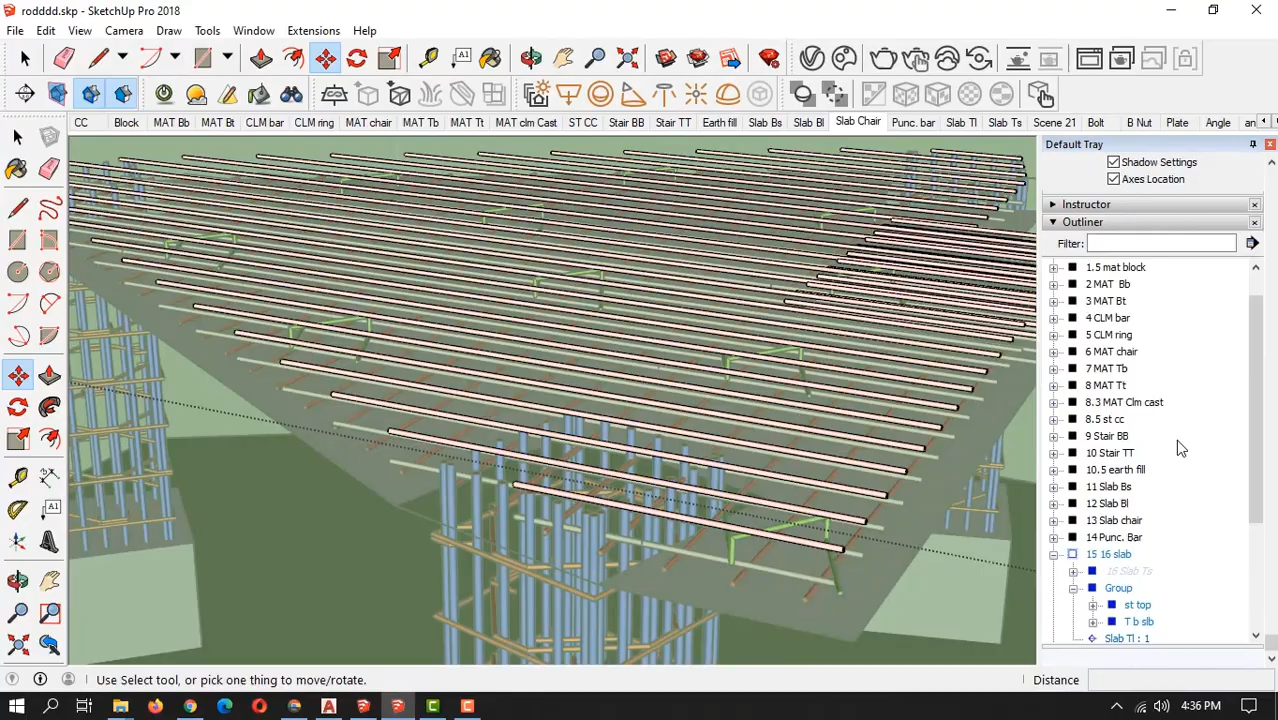 rodddd.skp - SketchUp Pro 2018
File Edit View Camera Draw Tools Window Extensions Help
A1
CC Block MAT Bb MAT Bt CLM bar CLM ring MAT chair MAT Tb MAT Tt MAT clm Cast ST CC Stair BB Stair TT Earth fill Slab Bs Slab Bl Slab Chair Punc. bar Slab Tl Slab Ts Scene 21 Bolt B Nut Plate Angle an
Default Tray
Shadow Settings
Axes Location
Instructor
Outliner
Filter:
1.5 mat block
2 MAT Bb
3 MAT Bt
4 CLM bar
5 CLM ring
6 MAT chair
7 MAT Tb
8 MAT Tt
8.3 MAT Clm cast
8.5 st cc
9 Stair BB
10 Stair TT
10.5 earth fill
11 Slab Bs
12 Slab Bl
13 Slab chair
14 Punc. Bar
15 16 slab
16 Slab Ts
Group
st top
T b slb
Slab Tl : 1
A1
Use Select tool, or pick one thing to move/rotate.
Distance
4:36 PM